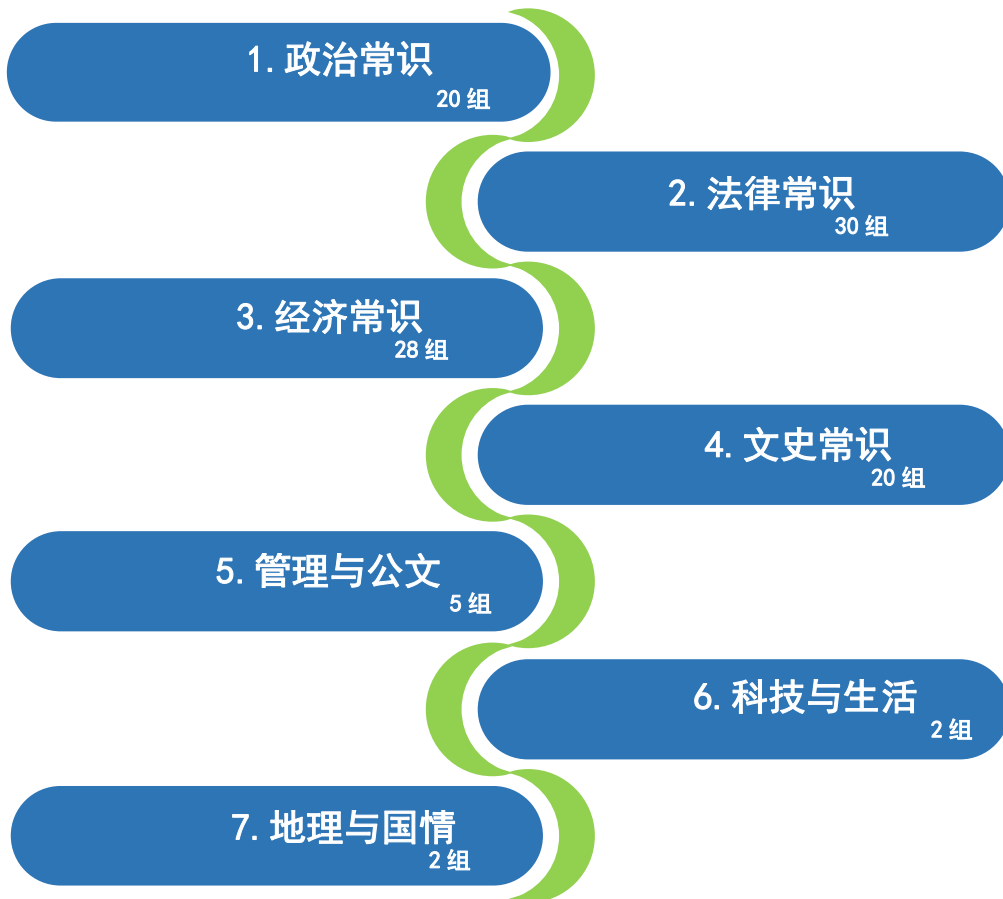 1.政治常识
20 组
2.法律常识
30 组
3.经济常识
28 组
4.文史常识
20 组
5.管理与公文
5 组
6.科技与生活
2 组
7.地理与国情
2 组